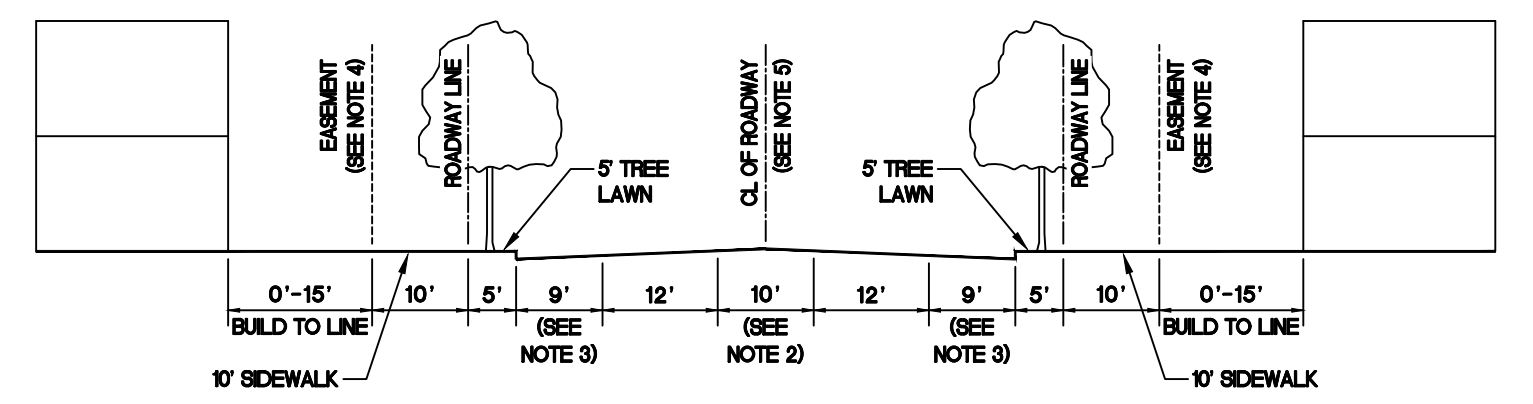 EASEMENT
(SEE NOTE 4)
ROADWAY LINE
5' TREE
LAWN
CL OF ROADWAY
(SEE NOTE 5)
5' TREE
LAWN
ROADWAY LINE
EASEMENT
(SEE NOTE 4)
0'-15' 10' 5' 9' 12' 10' 12' 9' 5' 10' 0'-15'
BUILD TO LINE (SEE (SEE (SEE BUILD TO LINE
NOTE 3) NOTE 2) NOTE 3)
10' SIDEWALK 10' SIDEWALK